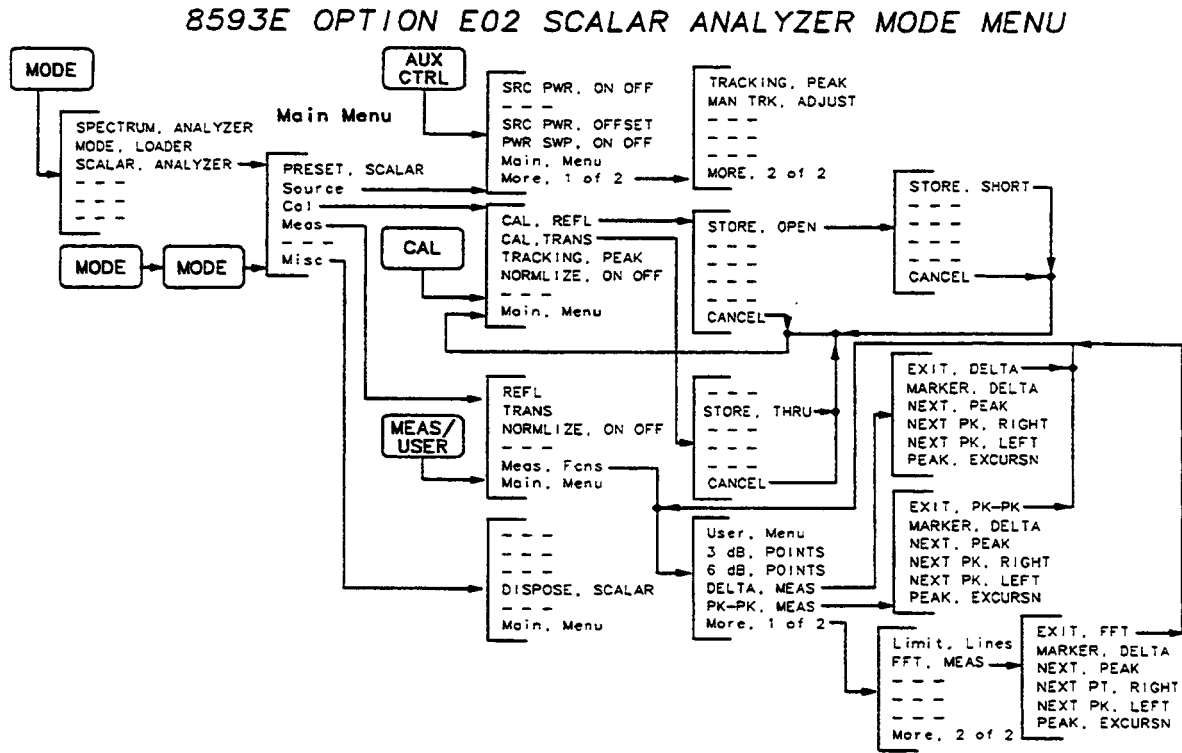 8593E OPTION E02 SCALAR ANALYZER MODE MENU
MODE
SPECTRUM, ANALYZER
MODE, LOADER
SCALAR, ANALYZER
- - -
- - -
- - -
MODE
MODE
Main Menu
PRESET, SCALAR
Source
Cal
Meas
- - -
Misc
AUX
CTRL
SRC PWR, ON OFF
- - -
SRC PWR, OFFSET
PWR SWP, ON OFF
Main, Menu
More, 1 of 2
TRACKING, PEAK
MAN TRK, ADJUST
- - -
- - -
- - -
MORE, 2 of 2
CAL
CAL, REFL
CAL,TRANS
TRACKING, PEAK
NORMLIZE, ON OFF
- - -
Main, Menu
STORE, OPEN
- - -
- - -
- - -
- - -
CANCEL
STORE, SHORT
- - -
- - -
- - -
- - -
CANCEL
- - -
STORE, THRU
- - -
- - -
- - -
CANCEL
MEAS/
USER
REFL
TRANS
NORMLIZE, ON OFF
- - -
Meas, Fcns
Main, Menu
- - -
- - -
- - -
DISPOSE, SCALAR
- - -
Main, Menu
User, Menu
3 dB, POINTS
6 dB, POINTS
DELTA, MEAS
PK-PK, MEAS
More, 1 of 2
EXIT, DELTA
MARKER, DELTA
NEXT, PEAK
NEXT PK, RIGHT
NEXT PK, LEFT
PEAK, EXCURSN
EXIT, PK-PK
MARKER, DELTA
NEXT, PEAK
NEXT PK, RIGHT
NEXT PK, LEFT
PEAK, EXCURSN
Limit, Lines
FFT, MEAS
- - -
- - -
- - -
More, 2 of 2
EXIT, FFT
MARKER, DELTA
NEXT, PEAK
NEXT PT, RIGHT
NEXT PK, LEFT
PEAK, EXCURSN